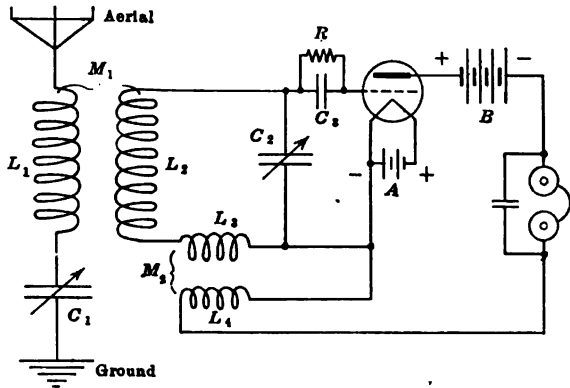 Aerial
M1
R
+
−
L1
L2
C2
C3
B
−
A
+
L3
M2
L4
C1
Ground